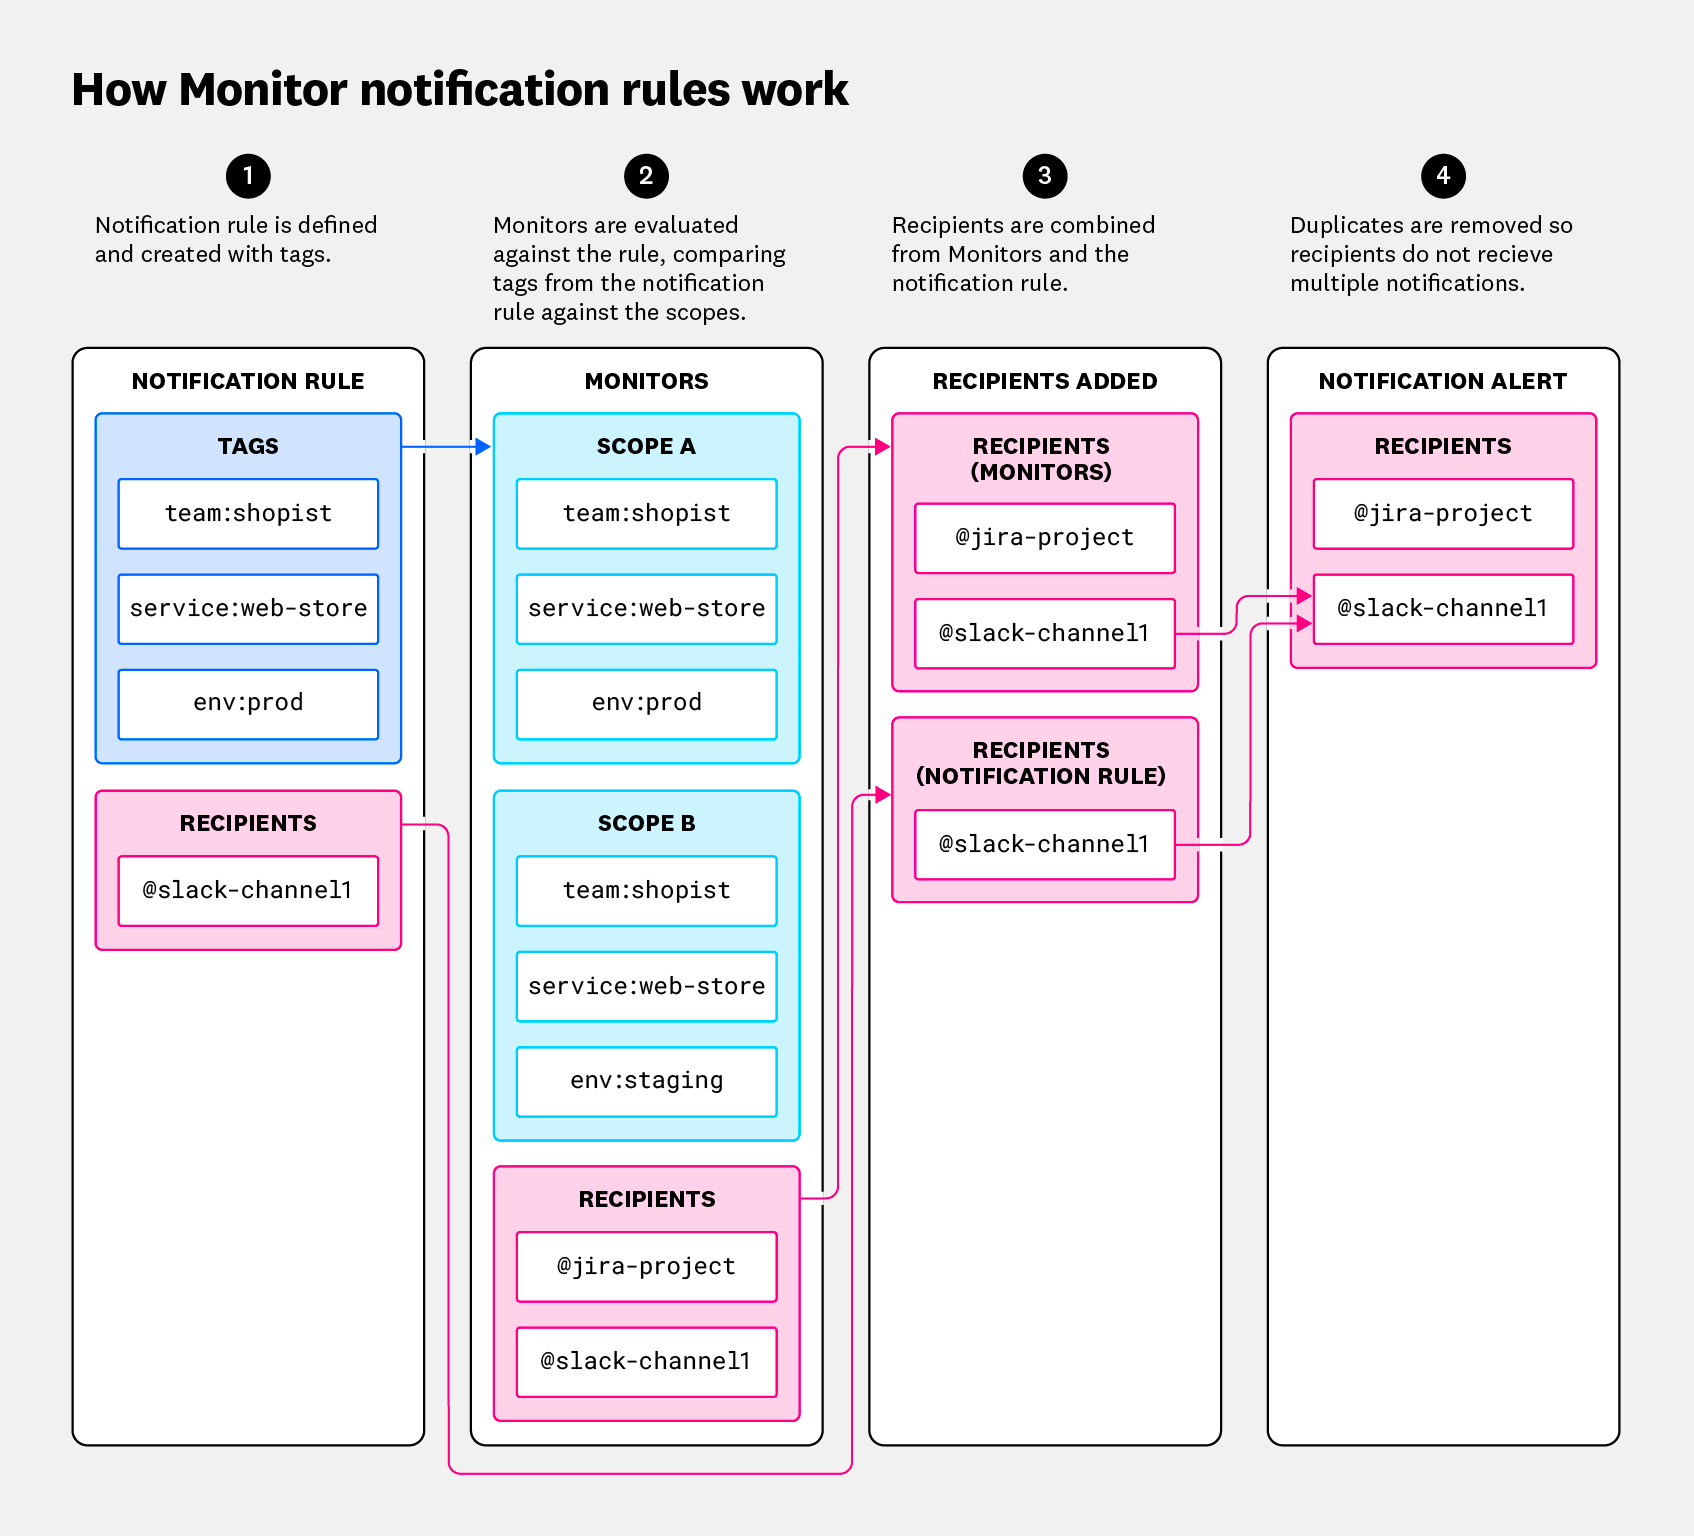 How Monitor notification rules work
1
Notification rule is defined
and created with tags.
2
Monitors are evaluated
against the rule, comparing
tags from the notification
rule against the scopes.
3
Recipients are combined
from Monitors and the
notification rule.
4
Duplicates are removed so
recipients do not recieve
multiple notifications.
NOTIFICATION RULE
TAGS
team:shopist
service:web-store
env:prod
RECIPIENTS
@slack-channel1
MONITORS
SCOPE A
team:shopist
service:web-store
env:prod
SCOPE B
team:shopist
service:web-store
env:staging
RECIPIENTS
@jira-project
@slack-channel1
RECIPIENTS ADDED
RECIPIENTS
(MONITORS)
@jira-project
@slack-channel1
RECIPIENTS
(NOTIFICATION RULE)
@slack-channel1
NOTIFICATION ALERT
RECIPIENTS
@jira-project
@slack-channel1